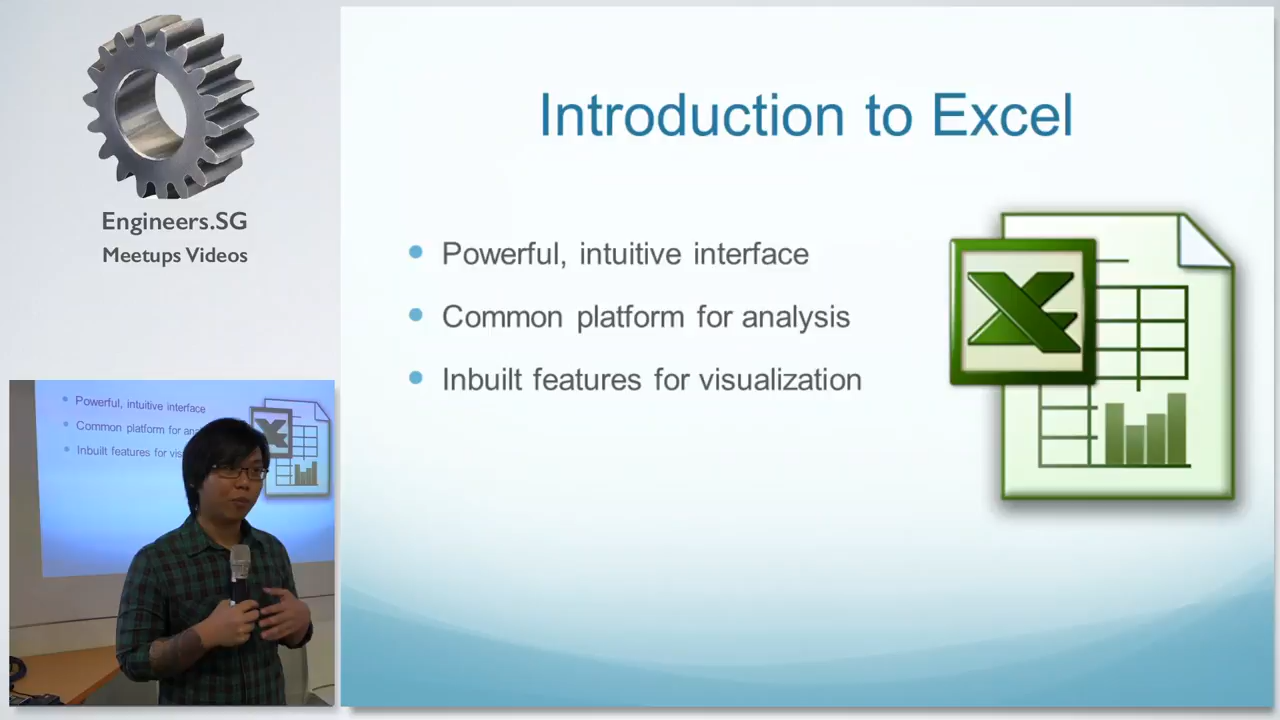 Engineers.SG
Meetups Videos
Introduction to Excel
Powerful, intuitive interface
Common platform for analysis
Inbuilt features for visualization
Powerful, intuitive interface
Common platform for ana
Inbuilt features for vis